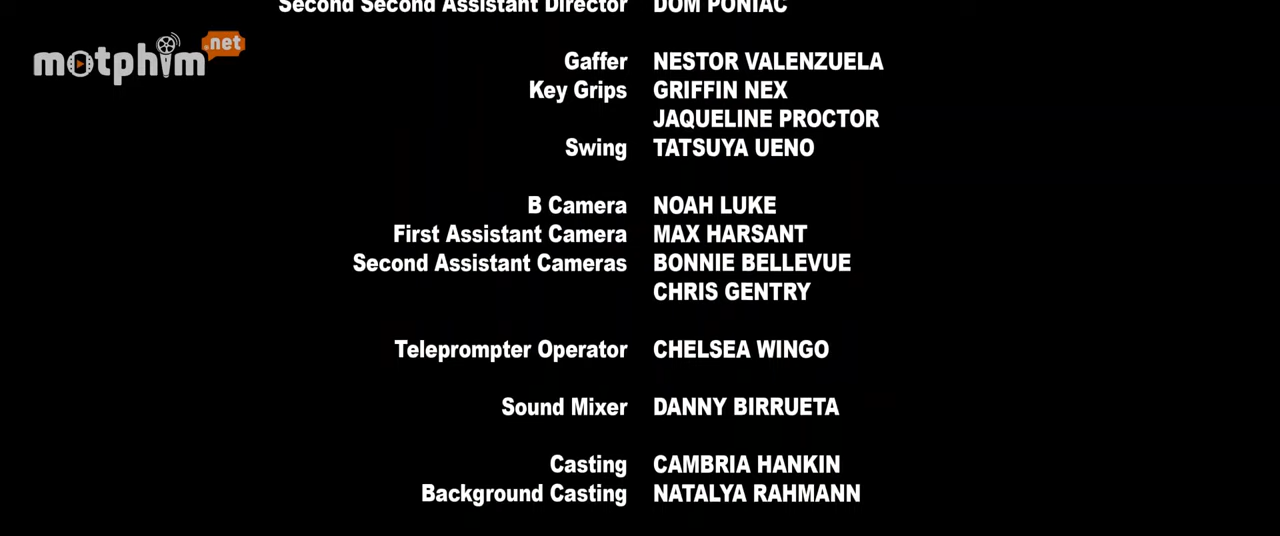 Second Second Assistant Director DOM PONIAC
motphim.net
Gaffer NESTOR VALENZUELA
Key Grips GRIFFIN NEX
JAQUELINE PROCTOR
Swing TATSUYA UENO
B Camera NOAH LUKE
First Assistant Camera MAX HARSANT
Second Assistant Cameras BONNIE BELLEVUE
CHRIS GENTRY
Teleprompter Operator CHELSEA WINGO
Sound Mixer DANNY BIRRUETA
Casting CAMBRIA HANKIN
Background Casting NATALYA RAHMANN